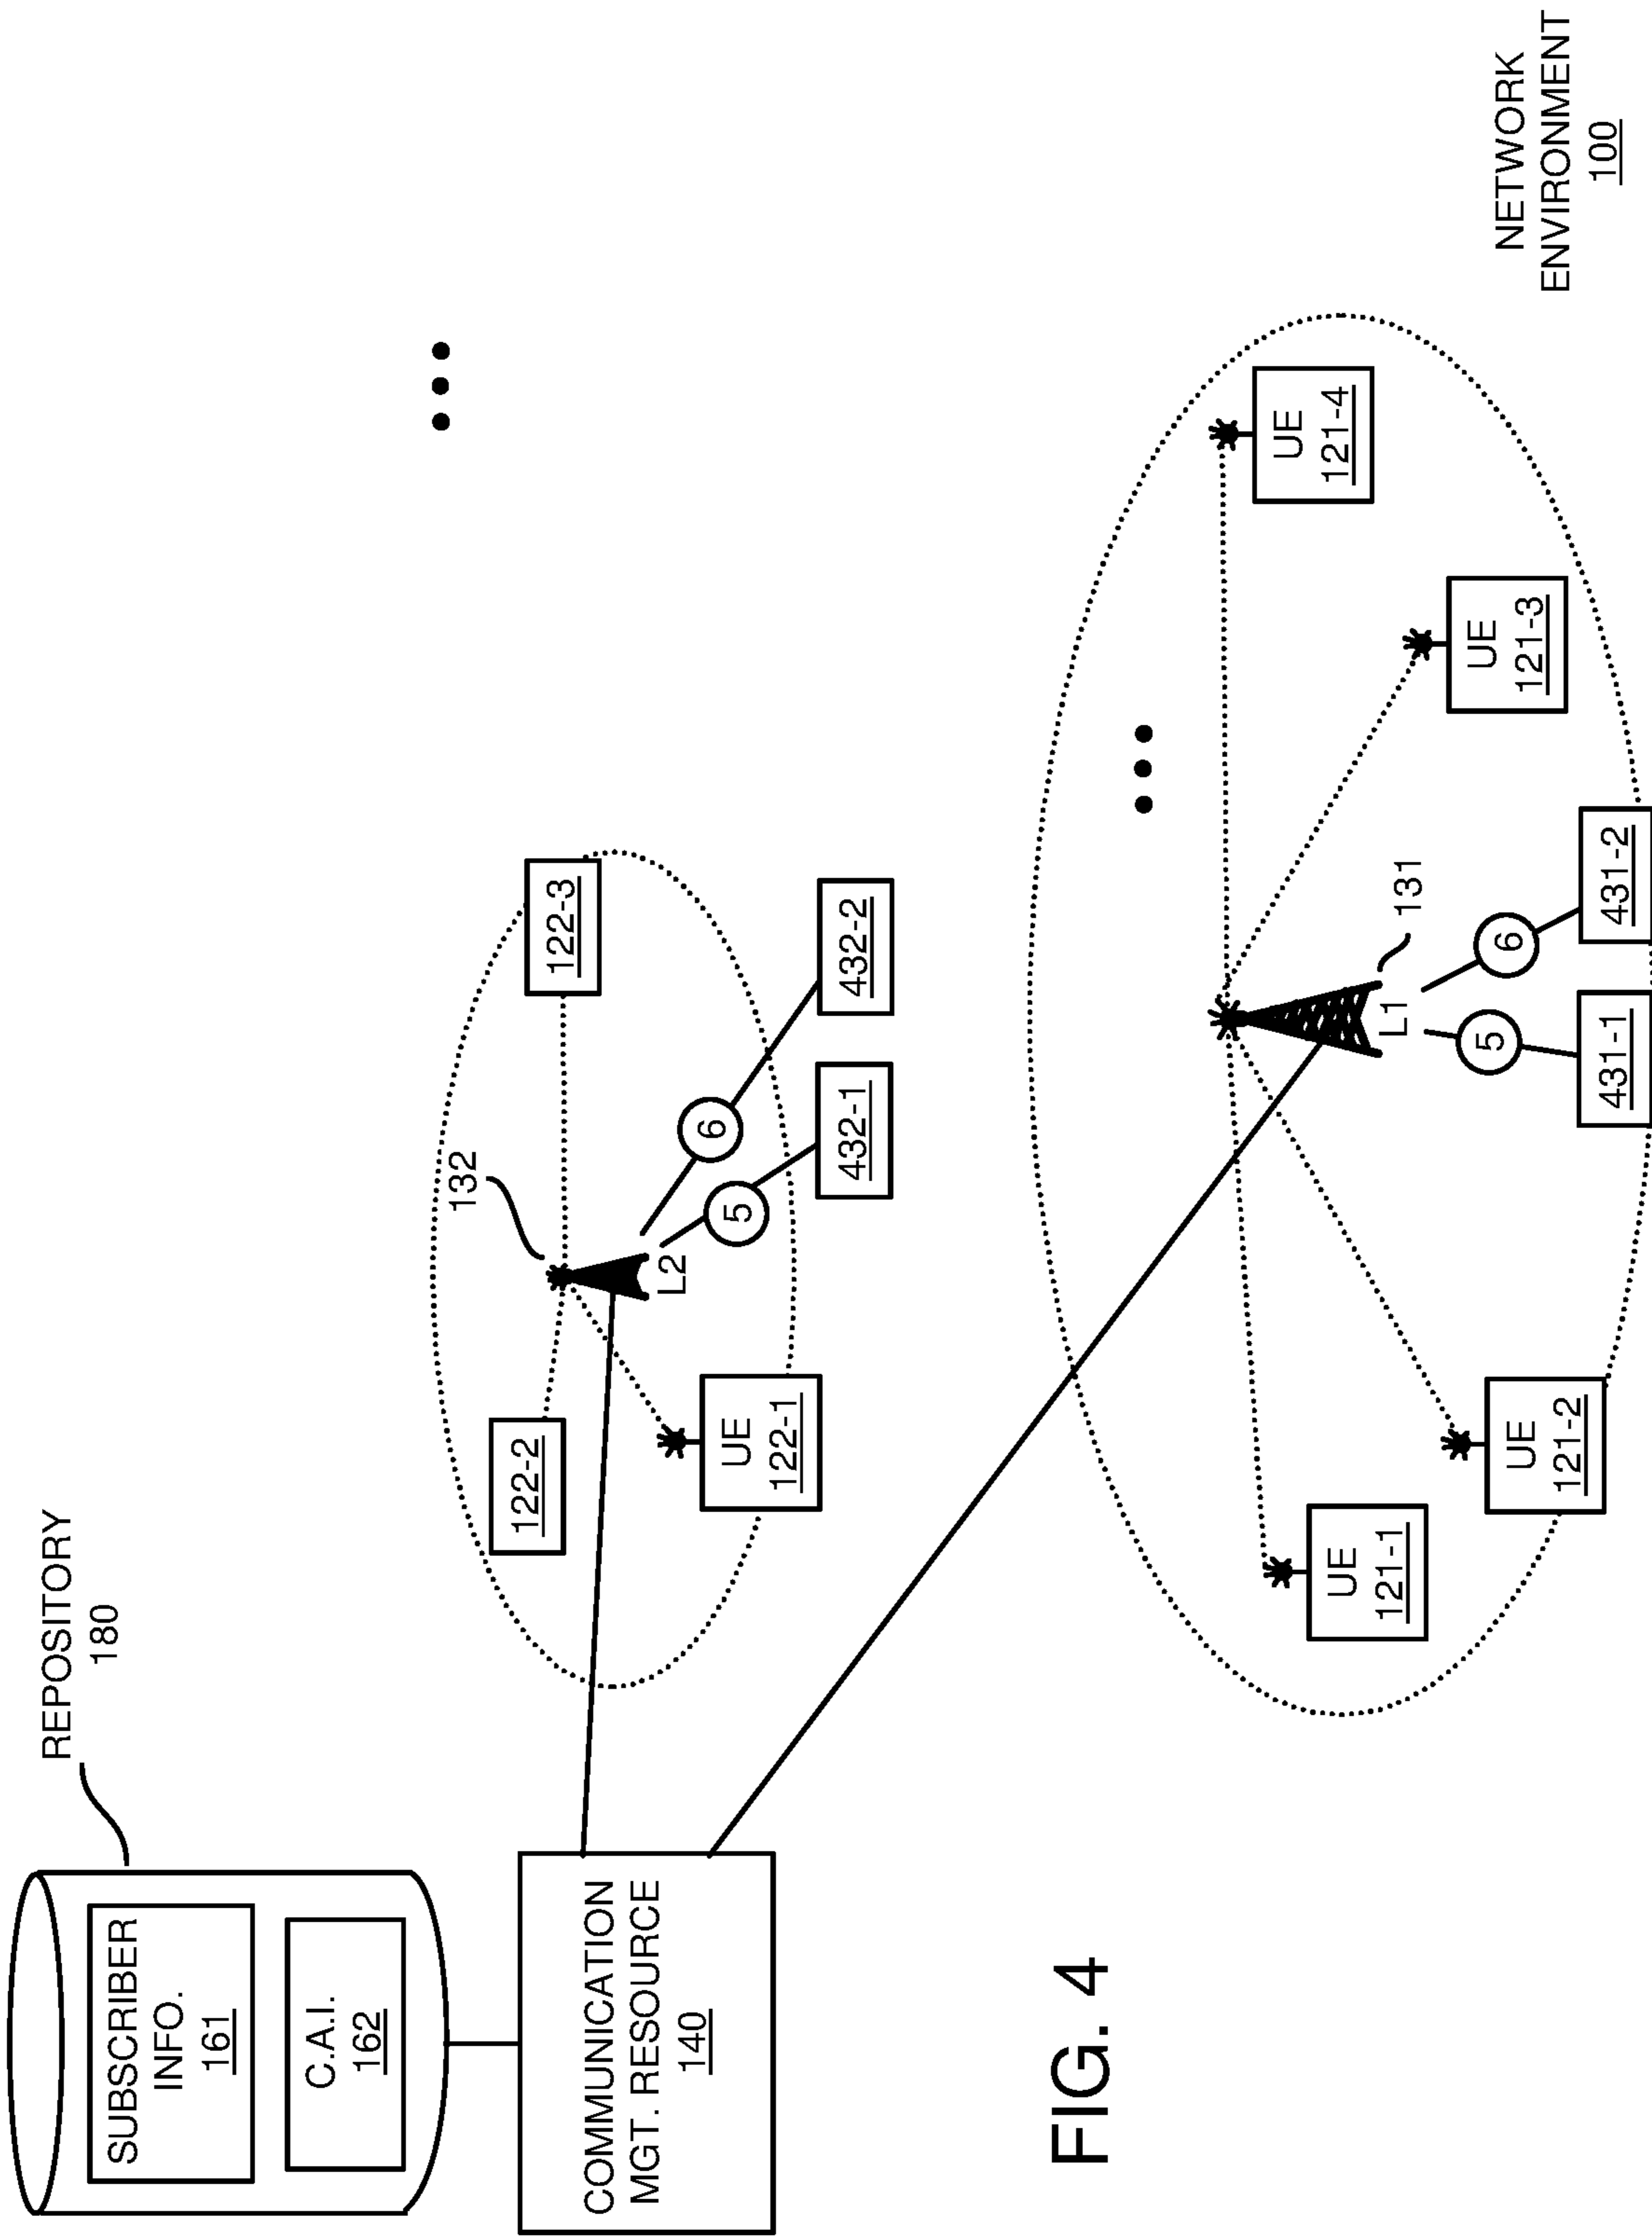 REPOSITORY
180
SUBSCRIBER
INFO.
161
C.A.I.
162
COMMUNICATION
MGT. RESOURCE
140
132
122-2
122-3
UE
122-1
L2
5
6
432-1
432-2
UE
121-4
UE
121-1
UE
121-2
L1
131
UE
121-3
5
6
431-1
431-2
NETWORK
ENVIRONMENT
100
FIG. 4